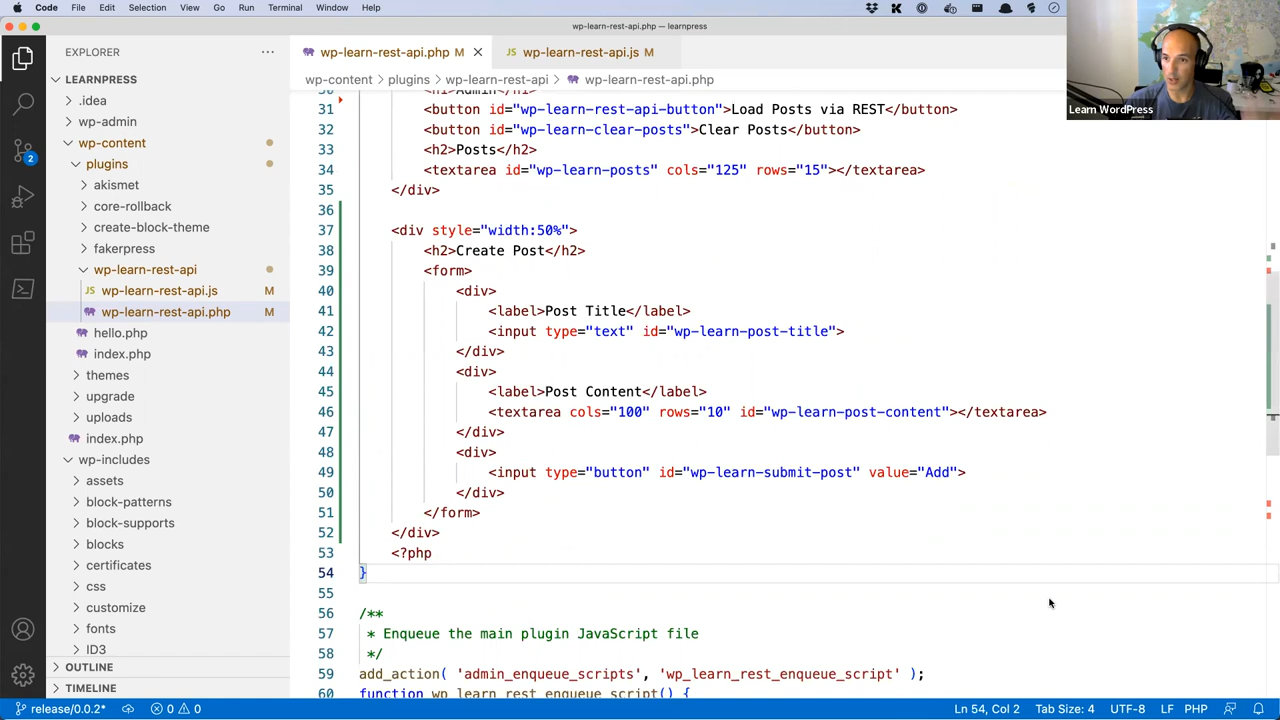 Code File Edit Selection View Go Run Terminal Window Help
wp-learn-rest-api.php — learnpress
Learn WordPress
EXPLORER
LEARNPRESS
.idea
wp-admin
wp-content
plugins
akismet
core-rollback
create-block-theme
fakerpress
wp-learn-rest-api
JS wp-learn-rest-api.js M
wp-learn-rest-api.php M
hello.php
index.php
themes
upgrade
uploads
index.php
wp-includes
assets
block-patterns
block-supports
blocks
certificates
css
customize
fonts
ID3
OUTLINE
TIMELINE
2
wp-learn-rest-api.php M
JS wp-learn-rest-api.js M
wp-content > plugins > wp-learn-rest-api > wp-learn-rest-api.php
30 <h1>Admin</h1>
31 <button id="wp-learn-rest-api-button">Load Posts via REST</button>
32 <button id="wp-learn-clear-posts">Clear Posts</button>
33 <h2>Posts</h2>
34 <textarea id="wp-learn-posts" cols="125" rows="15"></textarea>
35 </div>
36
37 <div style="width:50%">
38 <h2>Create Post</h2>
39 <form>
40 <div>
41 <label>Post Title</label>
42 <input type="text" id="wp-learn-post-title">
43 </div>
44 <div>
45 <label>Post Content</label>
46 <textarea cols="100" rows="10" id="wp-learn-post-content"></textarea>
47 </div>
48 <div>
49 <input type="button" id="wp-learn-submit-post" value="Add">
50 </div>
51 </form>
52 </div>
53 <?php
54 }
55
56 /**
57 * Enqueue the main plugin JavaScript file
58 */
59 add_action( 'admin_enqueue_scripts', 'wp_learn_rest_enqueue_script' );
60 function wp_learn_rest_enqueue_script() {
release/0.0.2* 0 0 Ln 54, Col 2 Tab Size: 4 UTF-8 LF PHP